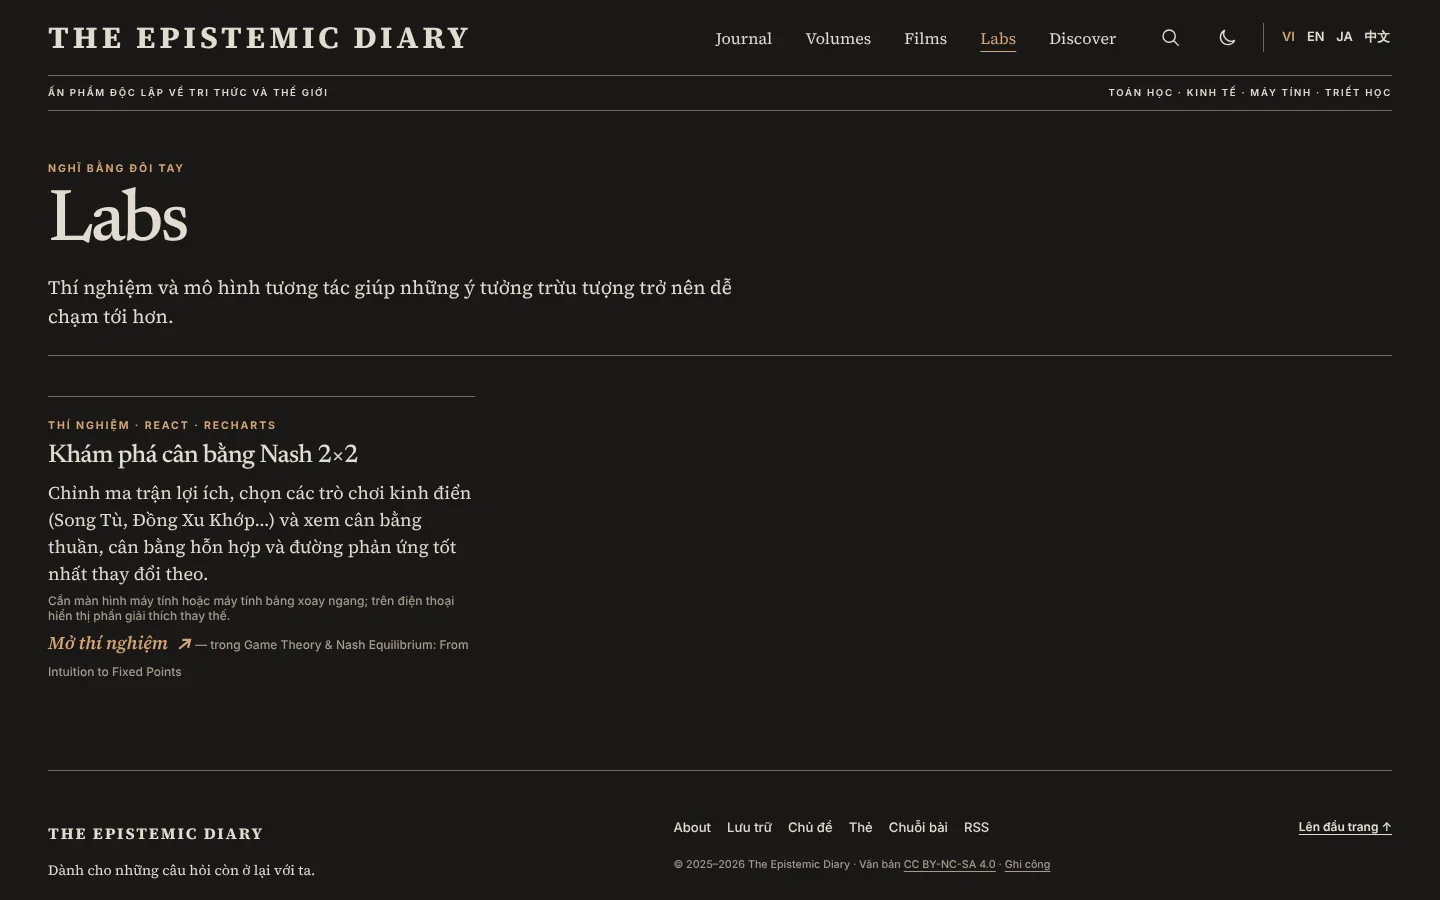 THE EPISTEMIC DIARY
Journal Volumes Films Labs Discover VI EN JA 中文
ẤN PHẨM ĐỘC LẬP VỀ TRI THỨC VÀ THẾ GIỚI
TOÁN HỌC · KINH TẾ · MÁY TÍNH · TRIẾT HỌC
NGHĨ BẰNG ĐÔI TAY
Labs
Thí nghiệm và mô hình tương tác giúp những ý tưởng trừu tượng trở nên dễ
chạm tới hơn.
THÍ NGHIỆM · REACT · RECHARTS
Khám phá cân bằng Nash 2×2
Chỉnh ma trận lợi ích, chọn các trò chơi kinh điển
(Song Tù, Đồng Xu Khớp…) và xem cân bằng
thuần, cân bằng hỗn hợp và đường phản ứng tốt
nhất thay đổi theo.
Cần màn hình máy tính hoặc máy tính bảng xoay ngang; trên điện thoại
hiển thị phần giải thích thay thế.
Mở thí nghiệm ↗ — trong Game Theory & Nash Equilibrium: From
Intuition to Fixed Points
THE EPISTEMIC DIARY
Dành cho những câu hỏi còn ở lại với ta.
About Lưu trữ Chủ đề Thẻ Chuỗi bài RSS
© 2025–2026 The Epistemic Diary · Văn bản CC BY-NC-SA 4.0 · Ghi công
Lên đầu trang ↑